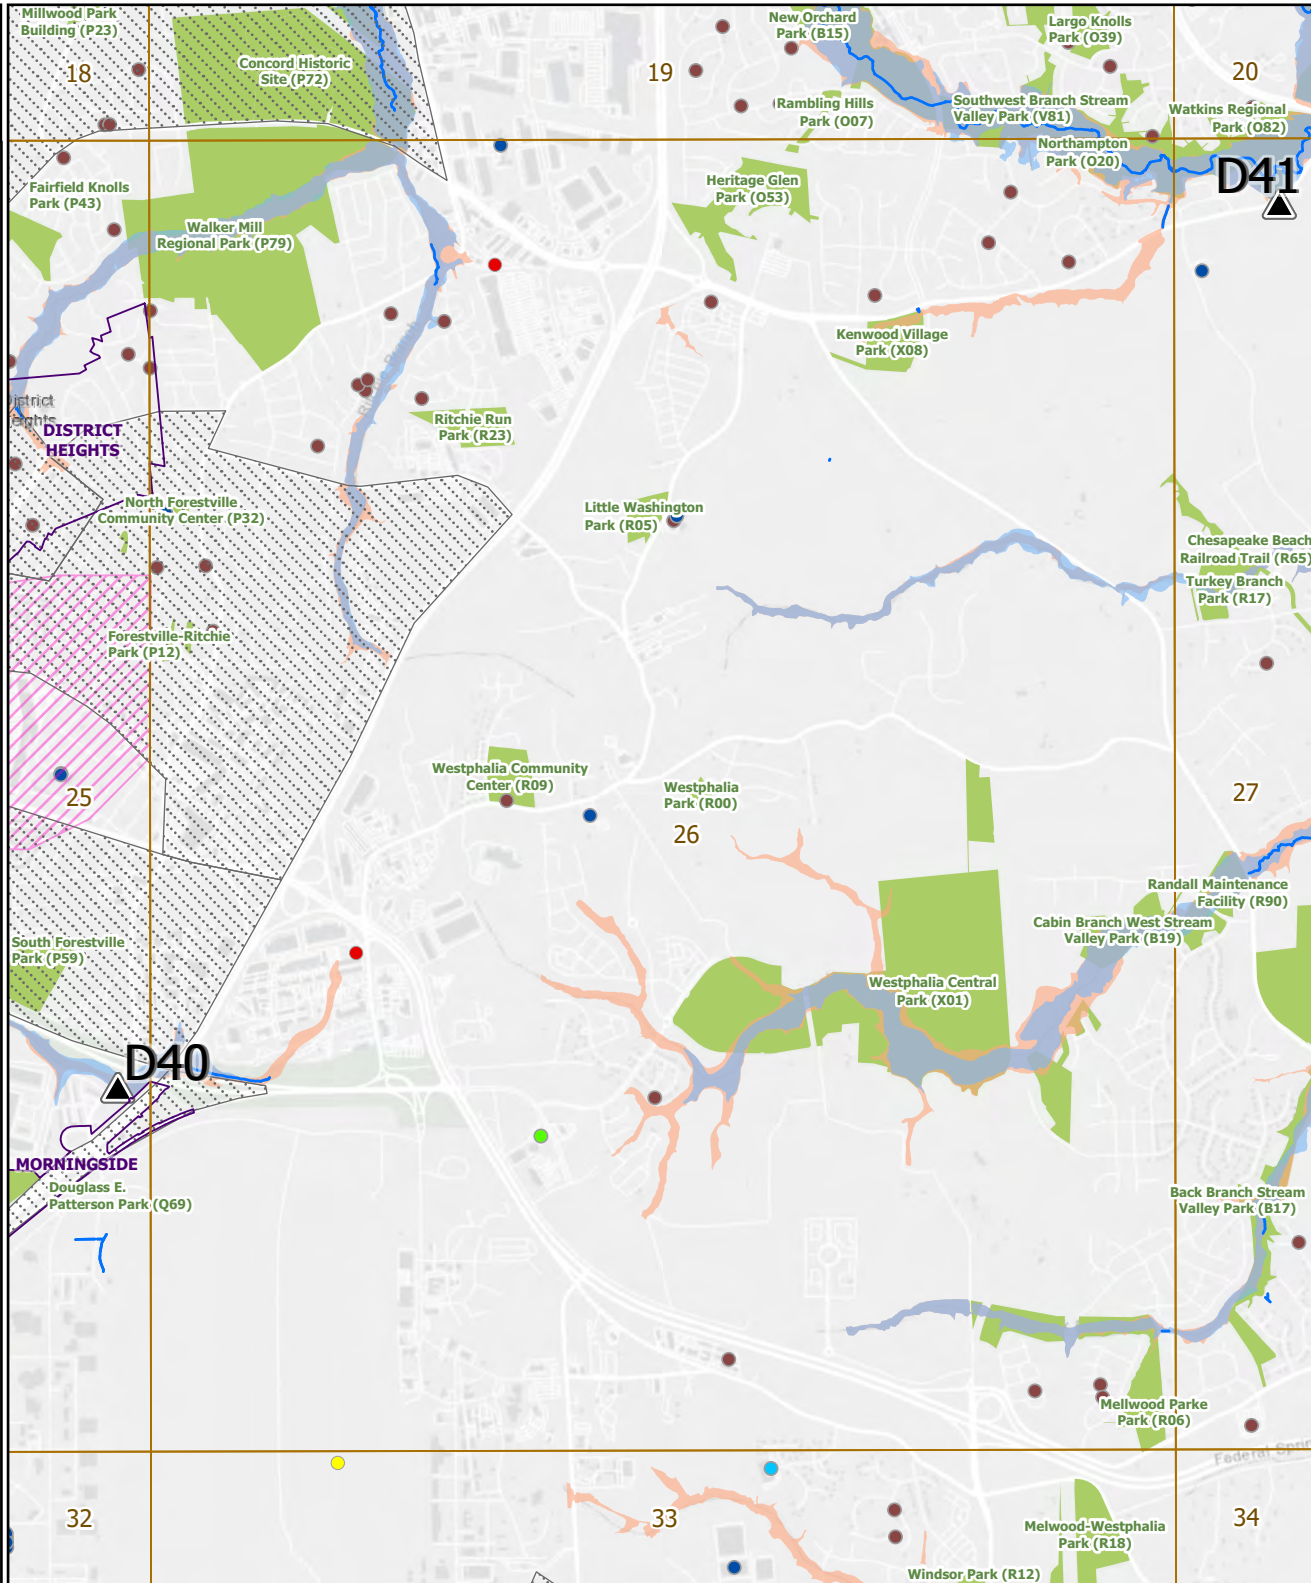 Millwood Park
Building (P23)
18
Concord Historic
Site (P72)
19
New Orchard
Park (B15)
Largo Knolls
Park (O39)
20
Rambling Hills
Park (O07)
Southwest Branch Stream
Valley Park (V81)
Watkins Regional
Park (O82)
Northampton
Park (O20)
D41
Fairfield Knolls
Park (P43)
Heritage Glen
Park (O53)
Walker Mill
Regional Park (P79)
Kenwood Village
Park (X08)
DISTRICT
HEIGHTS
Ritchie Run
Park (R23)
North Forestville
Community Center (P32)
Little Washington
Park (R05)
Chesapeake Beach
Railroad Trail (R65)
Turkey Branch
Park (R17)
Forestville-Ritchie
Park (P12)
25
Westphalia Community
Center (R09)
Westphalia
Park (R00)
26
27
Randall Maintenance
Facility (R90)
Cabin Branch West Stream
Valley Park (B19)
South Forestville
Park (P59)
Westphalia Central
Park (X01)
D40
MORNINGSIDE
Douglass E.
Patterson Park (Q69)
Back Branch Stream
Valley Park (B17)
Mellwood Parke
Park (R06)
Federal Spri
32
33
34
Melwood-Westphalia
Park (R18)
Windsor Park (R12)